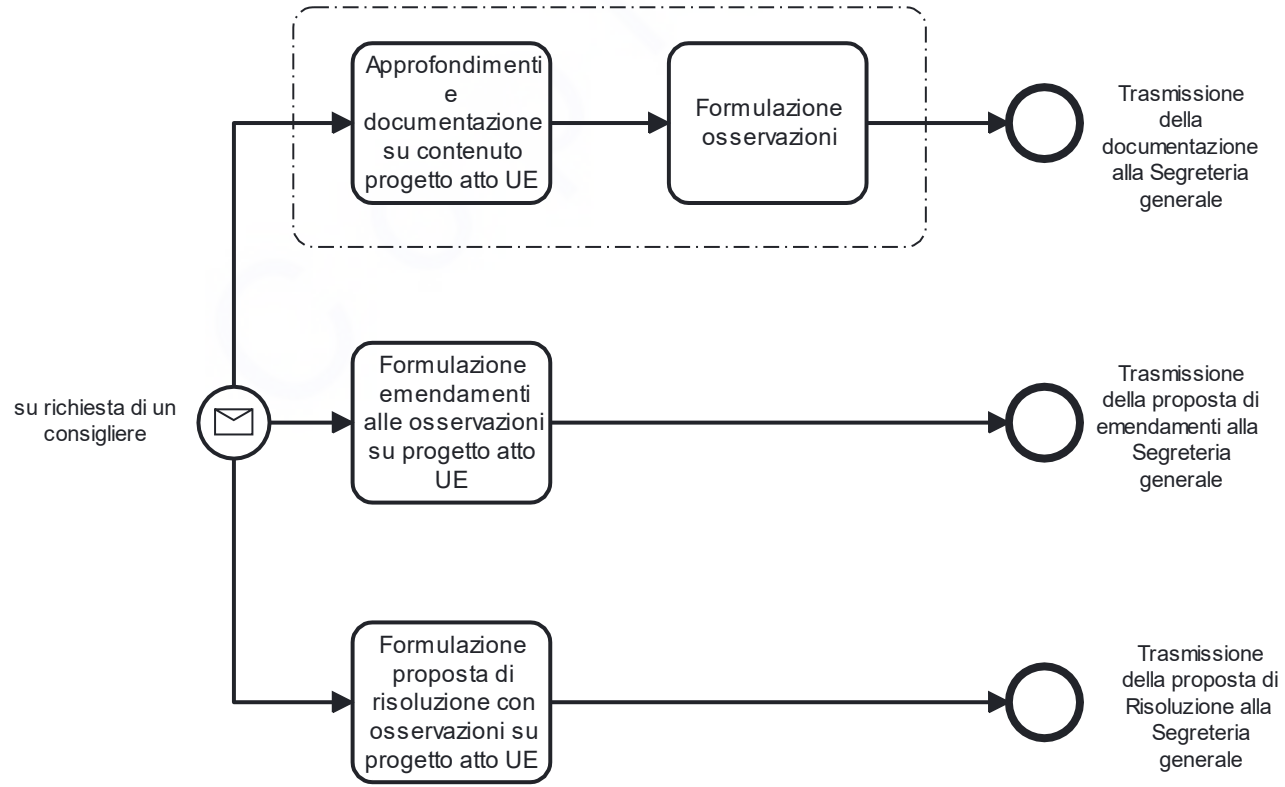 Approfondimenti
e
documentazione
su contenuto
progetto atto UE
Formulazione
osservazioni
Trasmissione
della
documentazione
alla Segreteria
generale
su richiesta di un
consigliere
Formulazione
emendamenti
alle osservazioni
su progetto atto
UE
Trasmissione
della proposta di
emendamenti alla
Segreteria
generale
Formulazione
proposta di
risoluzione con
osservazioni su
progetto atto UE
Trasmissione
della proposta di
Risoluzione alla
Segreteria
generale